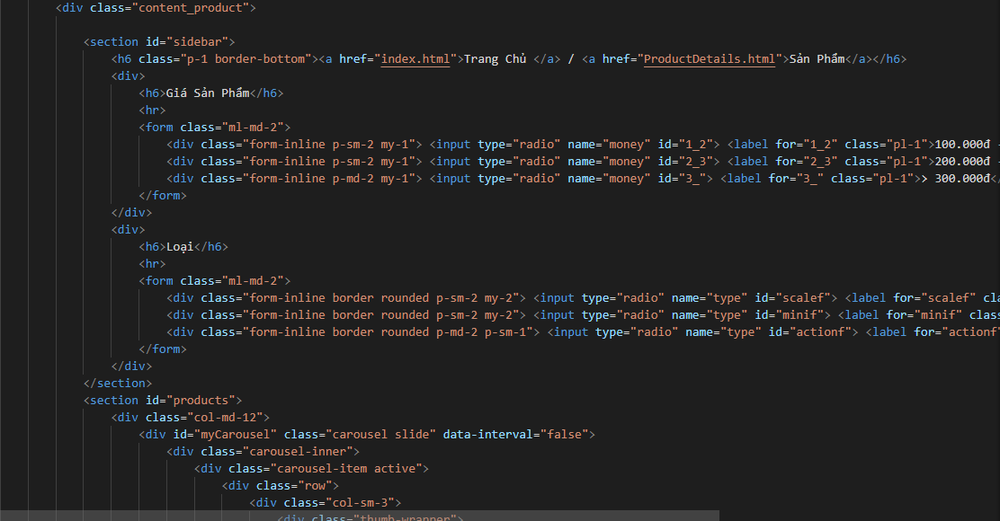 <div class="content_product">
<section id="sidebar">
<h6 class="p-1 border-bottom"><a href="index.html">Trang Chủ </a> / <a href="ProductDetails.html">Sản Phẩm</a></h6>
<div>
<h6>Giá Sản Phẩm</h6>
<hr>
<form class="ml-md-2">
<div class="form-inline p-sm-2 my-1"> <input type="radio" name="money" id="1_2"> <label for="1_2" class="pl-1">100.000đ -
<div class="form-inline p-sm-2 my-1"> <input type="radio" name="money" id="2_3"> <label for="2_3" class="pl-1">200.000đ -
<div class="form-inline p-md-2 my-1"> <input type="radio" name="money" id="3_"> <label for="3_" class="pl-1">> 300.000đ<
</form>
</div>
<div>
<h6>Loại</h6>
<hr>
<form class="ml-md-2">
<div class="form-inline border rounded p-sm-2 my-2"> <input type="radio" name="type" id="scalef"> <label for="scalef" cla
<div class="form-inline border rounded p-sm-2 my-2"> <input type="radio" name="type" id="minif"> <label for="minif" class
<div class="form-inline border rounded p-md-2 p-sm-1"> <input type="radio" name="type" id="actionf"> <label for="actionf"
</form>
</div>
</section>
<section id="products">
<div class="col-md-12">
<div id="myCarousel" class="carousel slide" data-interval="false">
<div class="carousel-inner">
<div class="carousel-item active">
<div class="row">
<div class="col-sm-3">
<div class="thumb-wrapper">